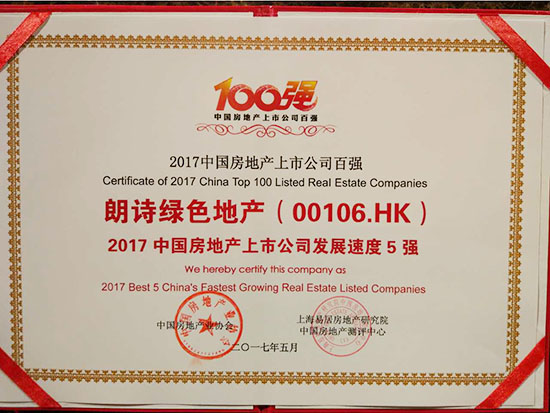 100强
中国房地产上市公司百强
2017中国房地产上市公司百强
Certificate of 2017 China Top 100 Listed Real Estate Companies
朗诗绿色地产（00106.HK）
2017 中国房地产上市公司发展速度 5 强
We hereby certify this company as
2017 Best 5 China's Fastest Growing Real Estate Listed Companies
中国房地产业协会
上海易居房地产研究院
中国房地产测评中心
二〇一七年五月